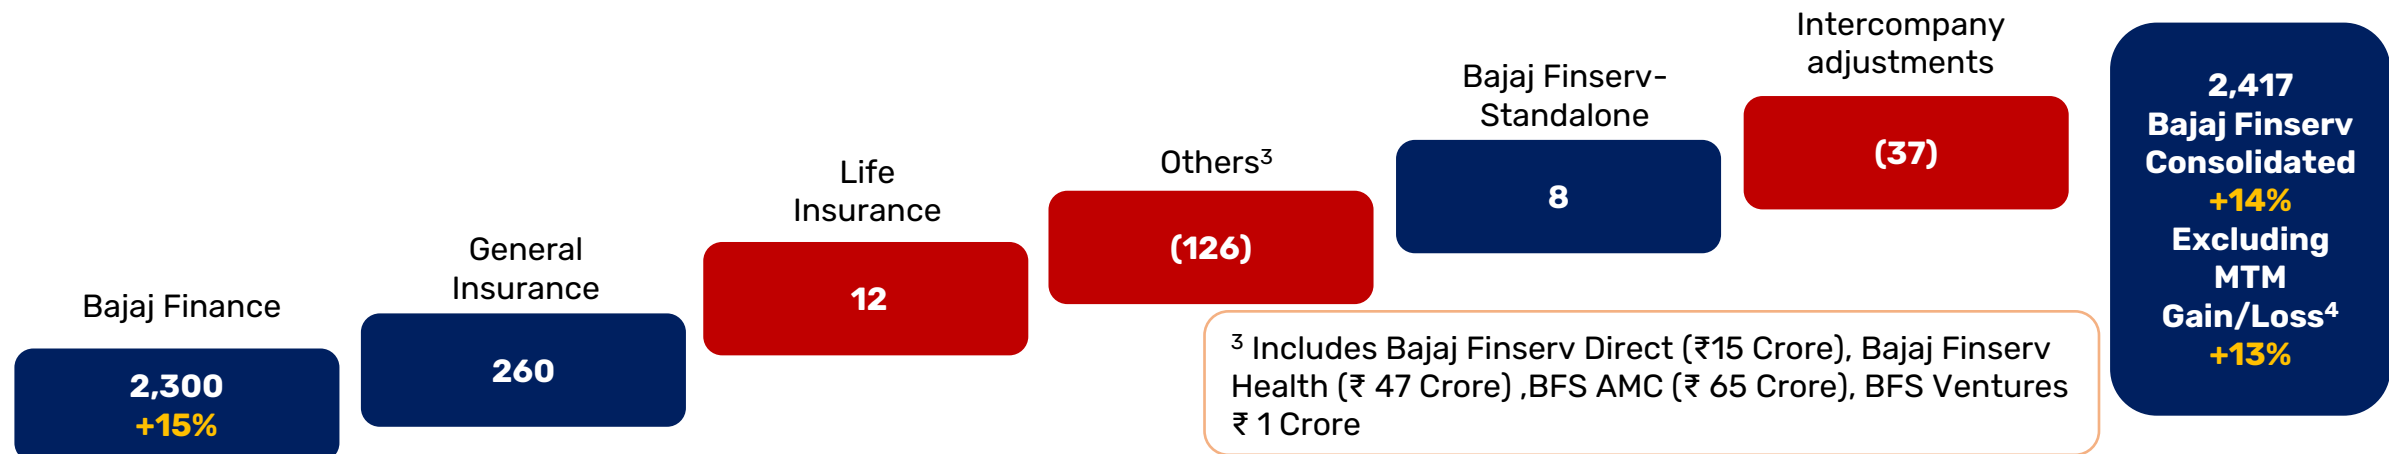 Bajaj Finance
2,300
+15%
General
Insurance
260
Life
Insurance
12
Others³
(126)
Bajaj Finserv-
Standalone
8
Intercompany
adjustments
(37)
2,417
Bajaj Finserv
Consolidated
+14%
Excluding
MTM
Gain/Loss⁴
+13%
³ Includes Bajaj Finserv Direct (₹15 Crore), Bajaj Finserv
Health (₹ 47 Crore) ,BFS AMC (₹ 65 Crore), BFS Ventures
₹ 1 Crore